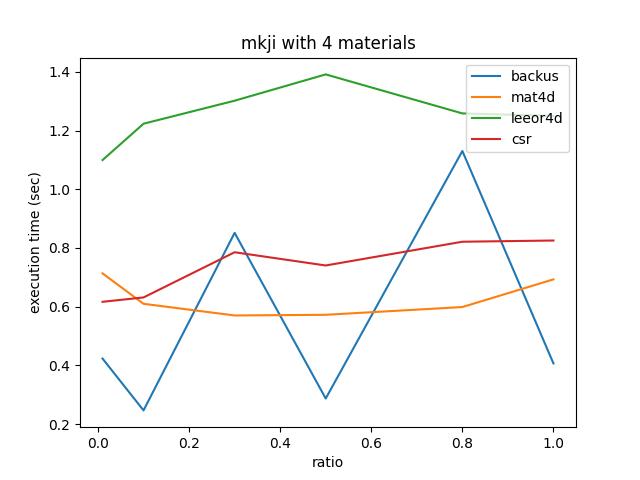 mkji with 4 materials
backus
mat4d
leeor4d
csr
1.4
1.2
1.0
0.8
0.6
0.4
0.2
execution time (sec)
0.0 0.2 0.4 0.6 0.8 1.0
ratio